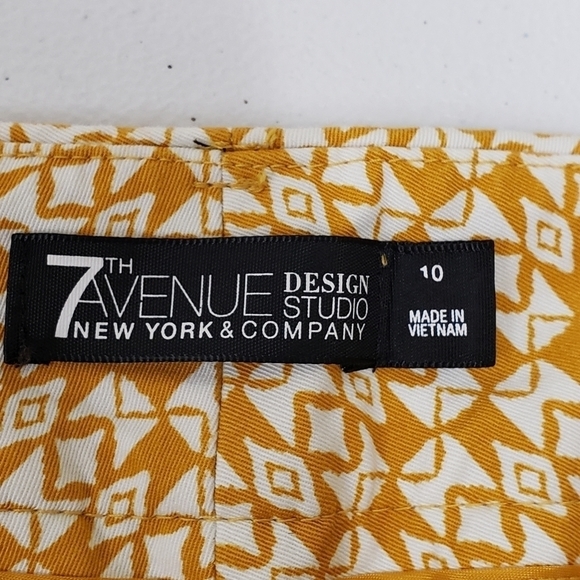 7TH AVENUE DESIGN STUDIO
NEW YORK & COMPANY
10
MADE IN
VIETNAM